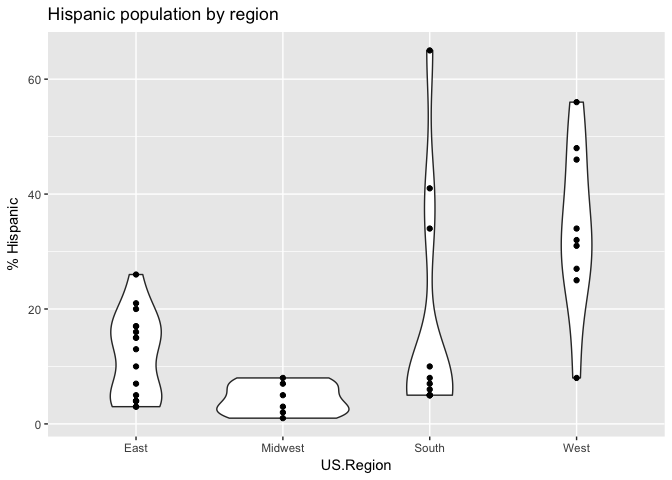 Hispanic population by region
% Hispanic
60
40
20
0
East Midwest South West
US.Region